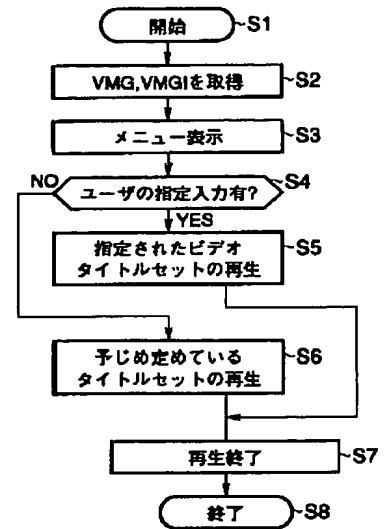 開始 S1
VMG,VMGIを取得 S2
メニュー表示 S3
NO ユーザの指定入力有? S4
YES
指定されたビデオ S5
タイトルセットの再生
予じめ定めている S6
タイトルセットの再生
再生終了 S7
終了 S8